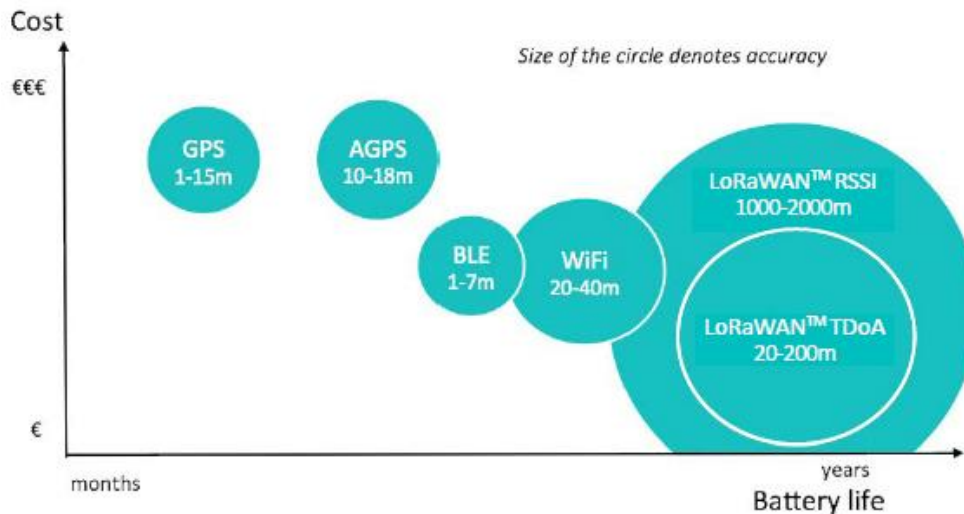 Cost
Size of the circle denotes accuracy
€€€
GPS
1-15m
AGPS
10-18m
LoRaWAN™ RSSI
1000-2000m
BLE
1-7m
WiFi
20-40m
LoRaWAN™ TDoA
20-200m
€
months
years
Battery life